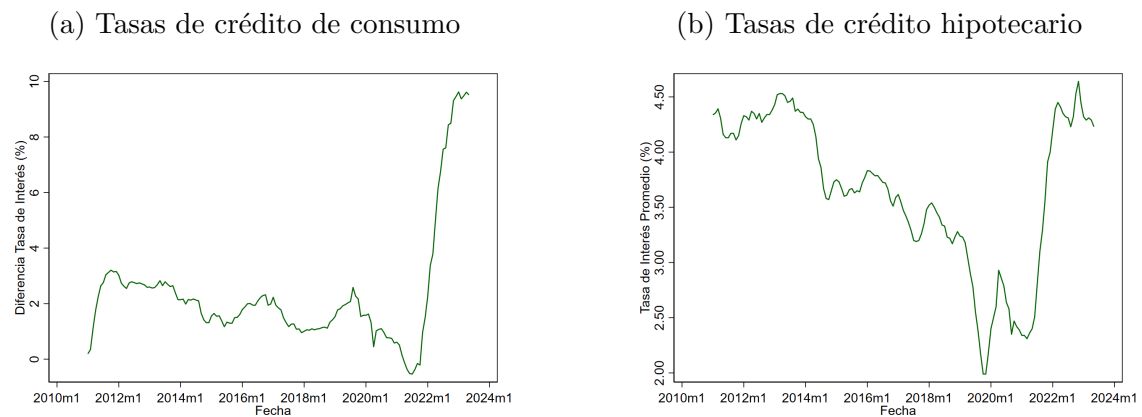 (a) Tasas de crédito de consumo
(b) Tasas de crédito hipotecario
Diferencia Tasa de Interés (%)
10
8
6
4
2
0
2010m1 2012m1 2014m1 2016m1 2018m1 2020m1 2022m1 2024m1
Fecha
Tasa de Interés Promedio (%)
4.50
4.00
3.50
3.00
2.50
2.00
2010m1 2012m1 2014m1 2016m1 2018m1 2020m1 2022m1 2024m1
Fecha